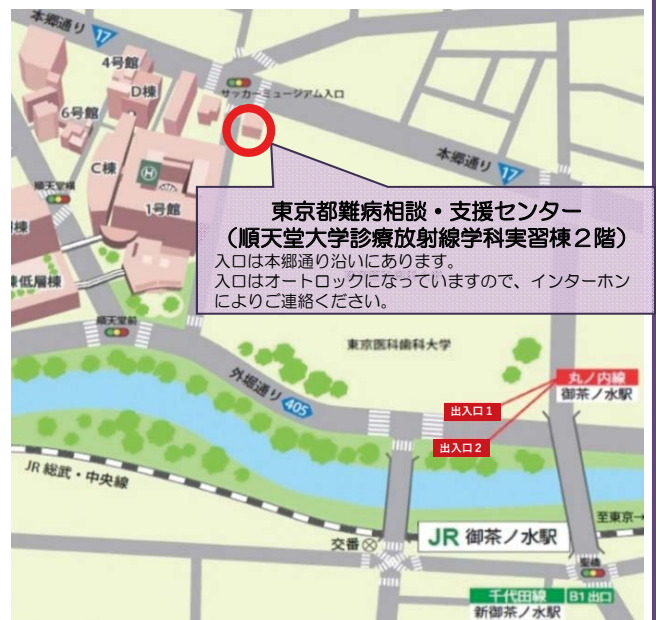 本郷通り 17
4号館
D棟
サッカーミュージアム入口
6号館
C棟
H
本郷通り 17
順天堂横
1号館
東京都難病相談・支援センター
(順天堂大学診療放射線学科実習棟2階)
入口は本郷通り沿いにあります。
入口はオートロックになっていますので、インターホン
によりご連絡ください。
棟
低層棟
順天堂前
東京医科歯科大学
外堀通り 405
丸ノ内線
御茶ノ水駅
出入口1
出入口2
JR 総武・中央線
至東京→
JR 御茶ノ水駅
交番
聖橋
千代田線 B1出口
新御茶ノ水駅